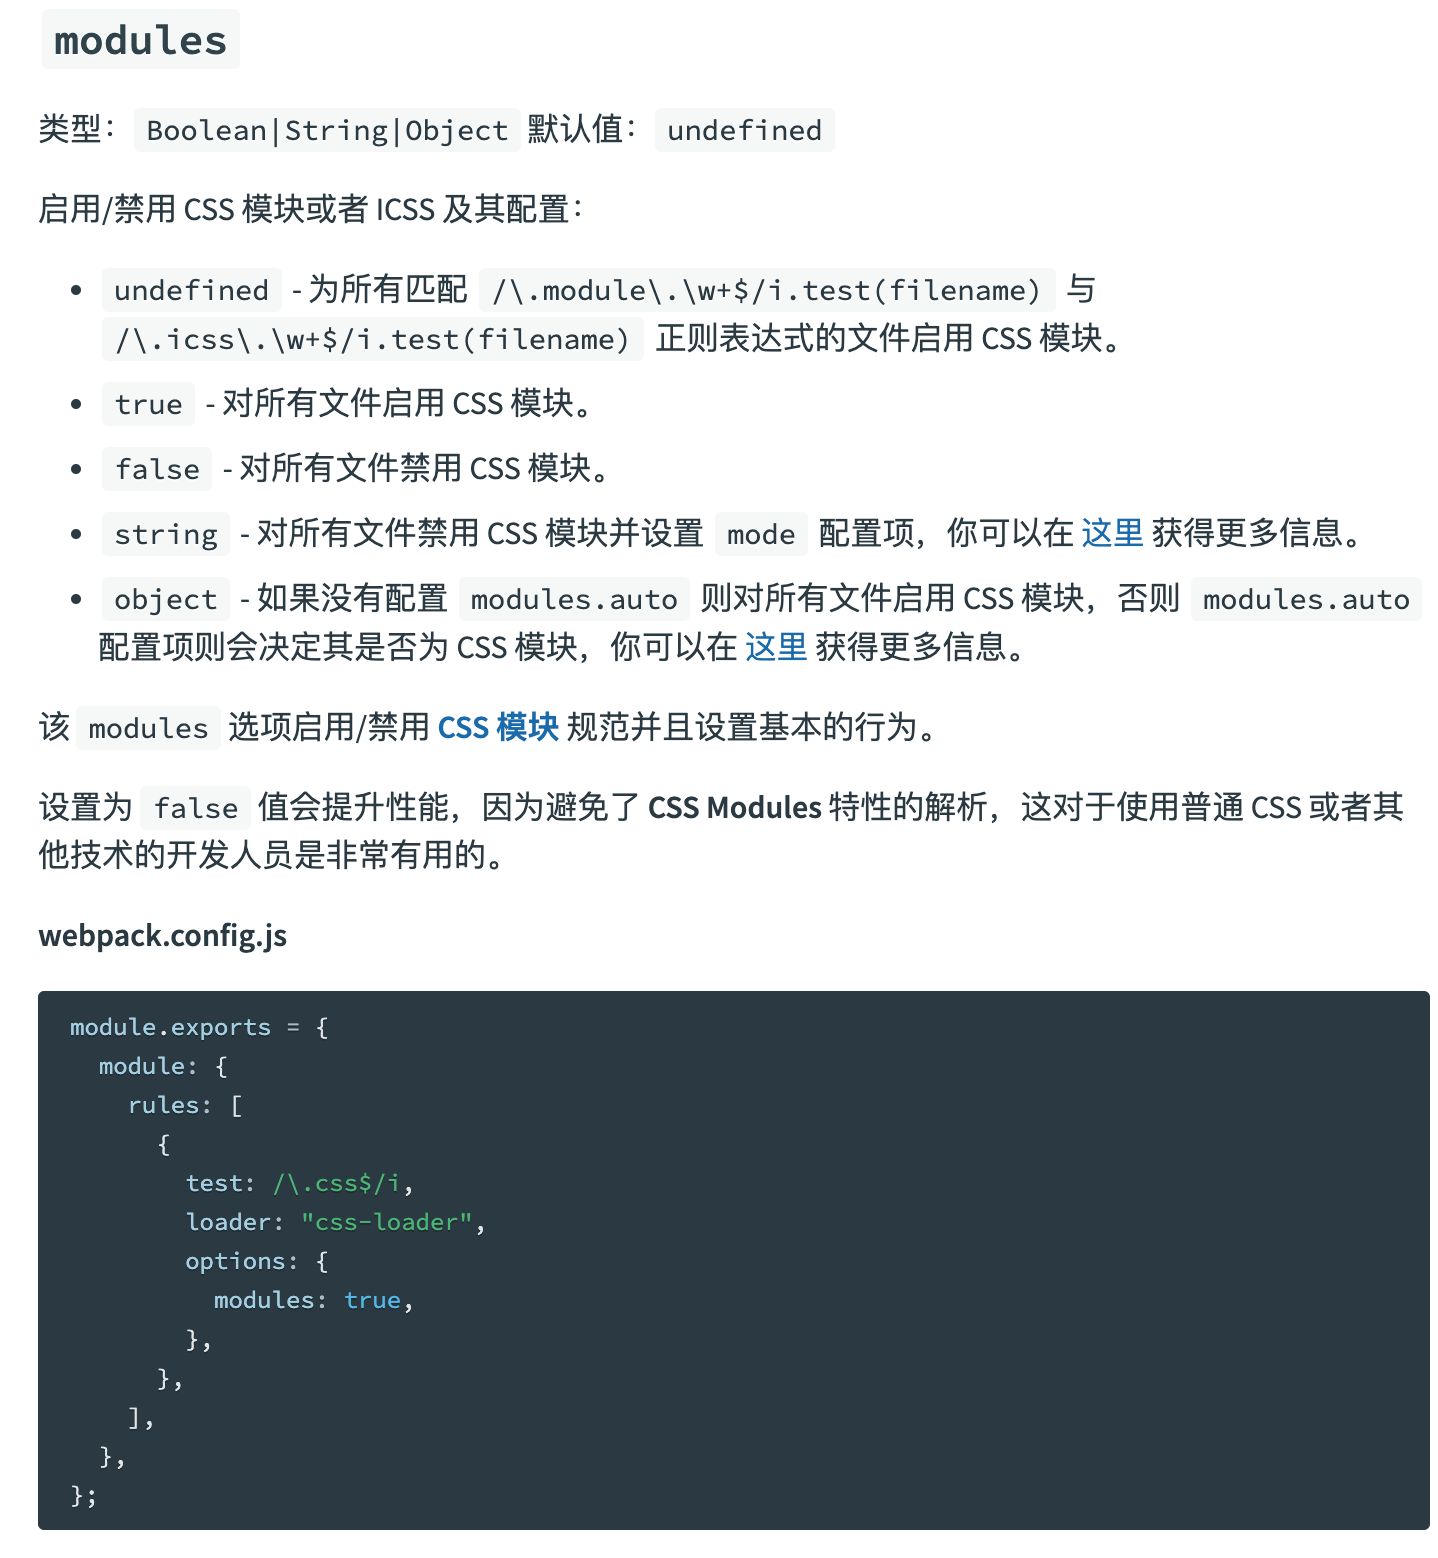 modules
类型： Boolean|String|Object 默认值： undefined
启用/禁用 CSS 模块或者 ICSS 及其配置：
• undefined - 为所有匹配 /\.module\.\w+$/i.test(filename) 与
/\.icss\.\w+$/i.test(filename) 正则表达式的文件启用 CSS 模块。
• true - 对所有文件启用 CSS 模块。
• false - 对所有文件禁用 CSS 模块。
• string - 对所有文件禁用 CSS 模块并设置 mode 配置项，你可以在 这里 获得更多信息。
• object - 如果没有配置 modules.auto 则对所有文件启用 CSS 模块，否则 modules.auto
配置项则会决定其是否为 CSS 模块，你可以在 这里 获得更多信息。
该 modules 选项启用/禁用 CSS 模块 规范并且设置基本的行为。
设置为 false 值会提升性能，因为避免了 CSS Modules 特性的解析，这对于使用普通 CSS 或者其
他技术的开发人员是非常有用的。
webpack.config.js
module.exports = {
  module: {
    rules: [
      {
        test: /\.css$/i,
        loader: "css-loader",
        options: {
          modules: true,
        },
      },
    ],
  },
};